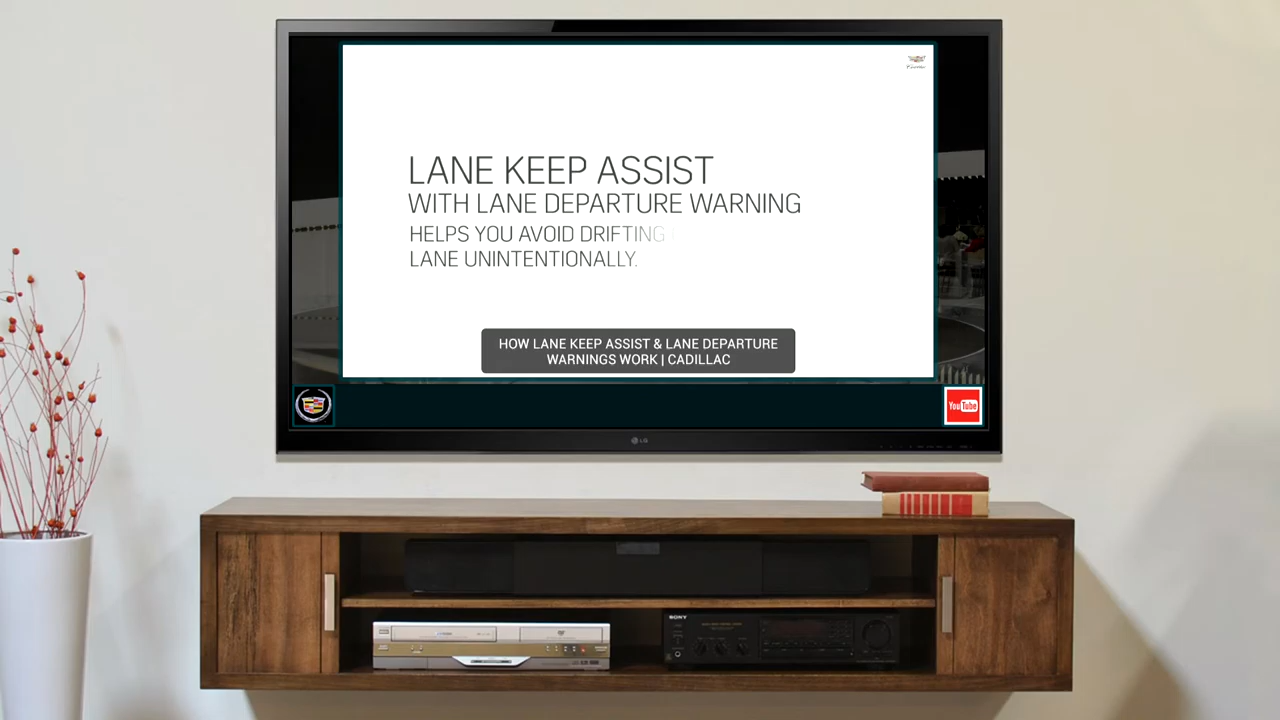 Cadillac
LANE KEEP ASSIST
WITH LANE DEPARTURE WARNING
HELPS YOU AVOID DRIFTING
LANE UNINTENTIONALLY.
HOW LANE KEEP ASSIST & LANE DEPARTURE
WARNINGS WORK | CADILLAC
YouTube
LG
SONY